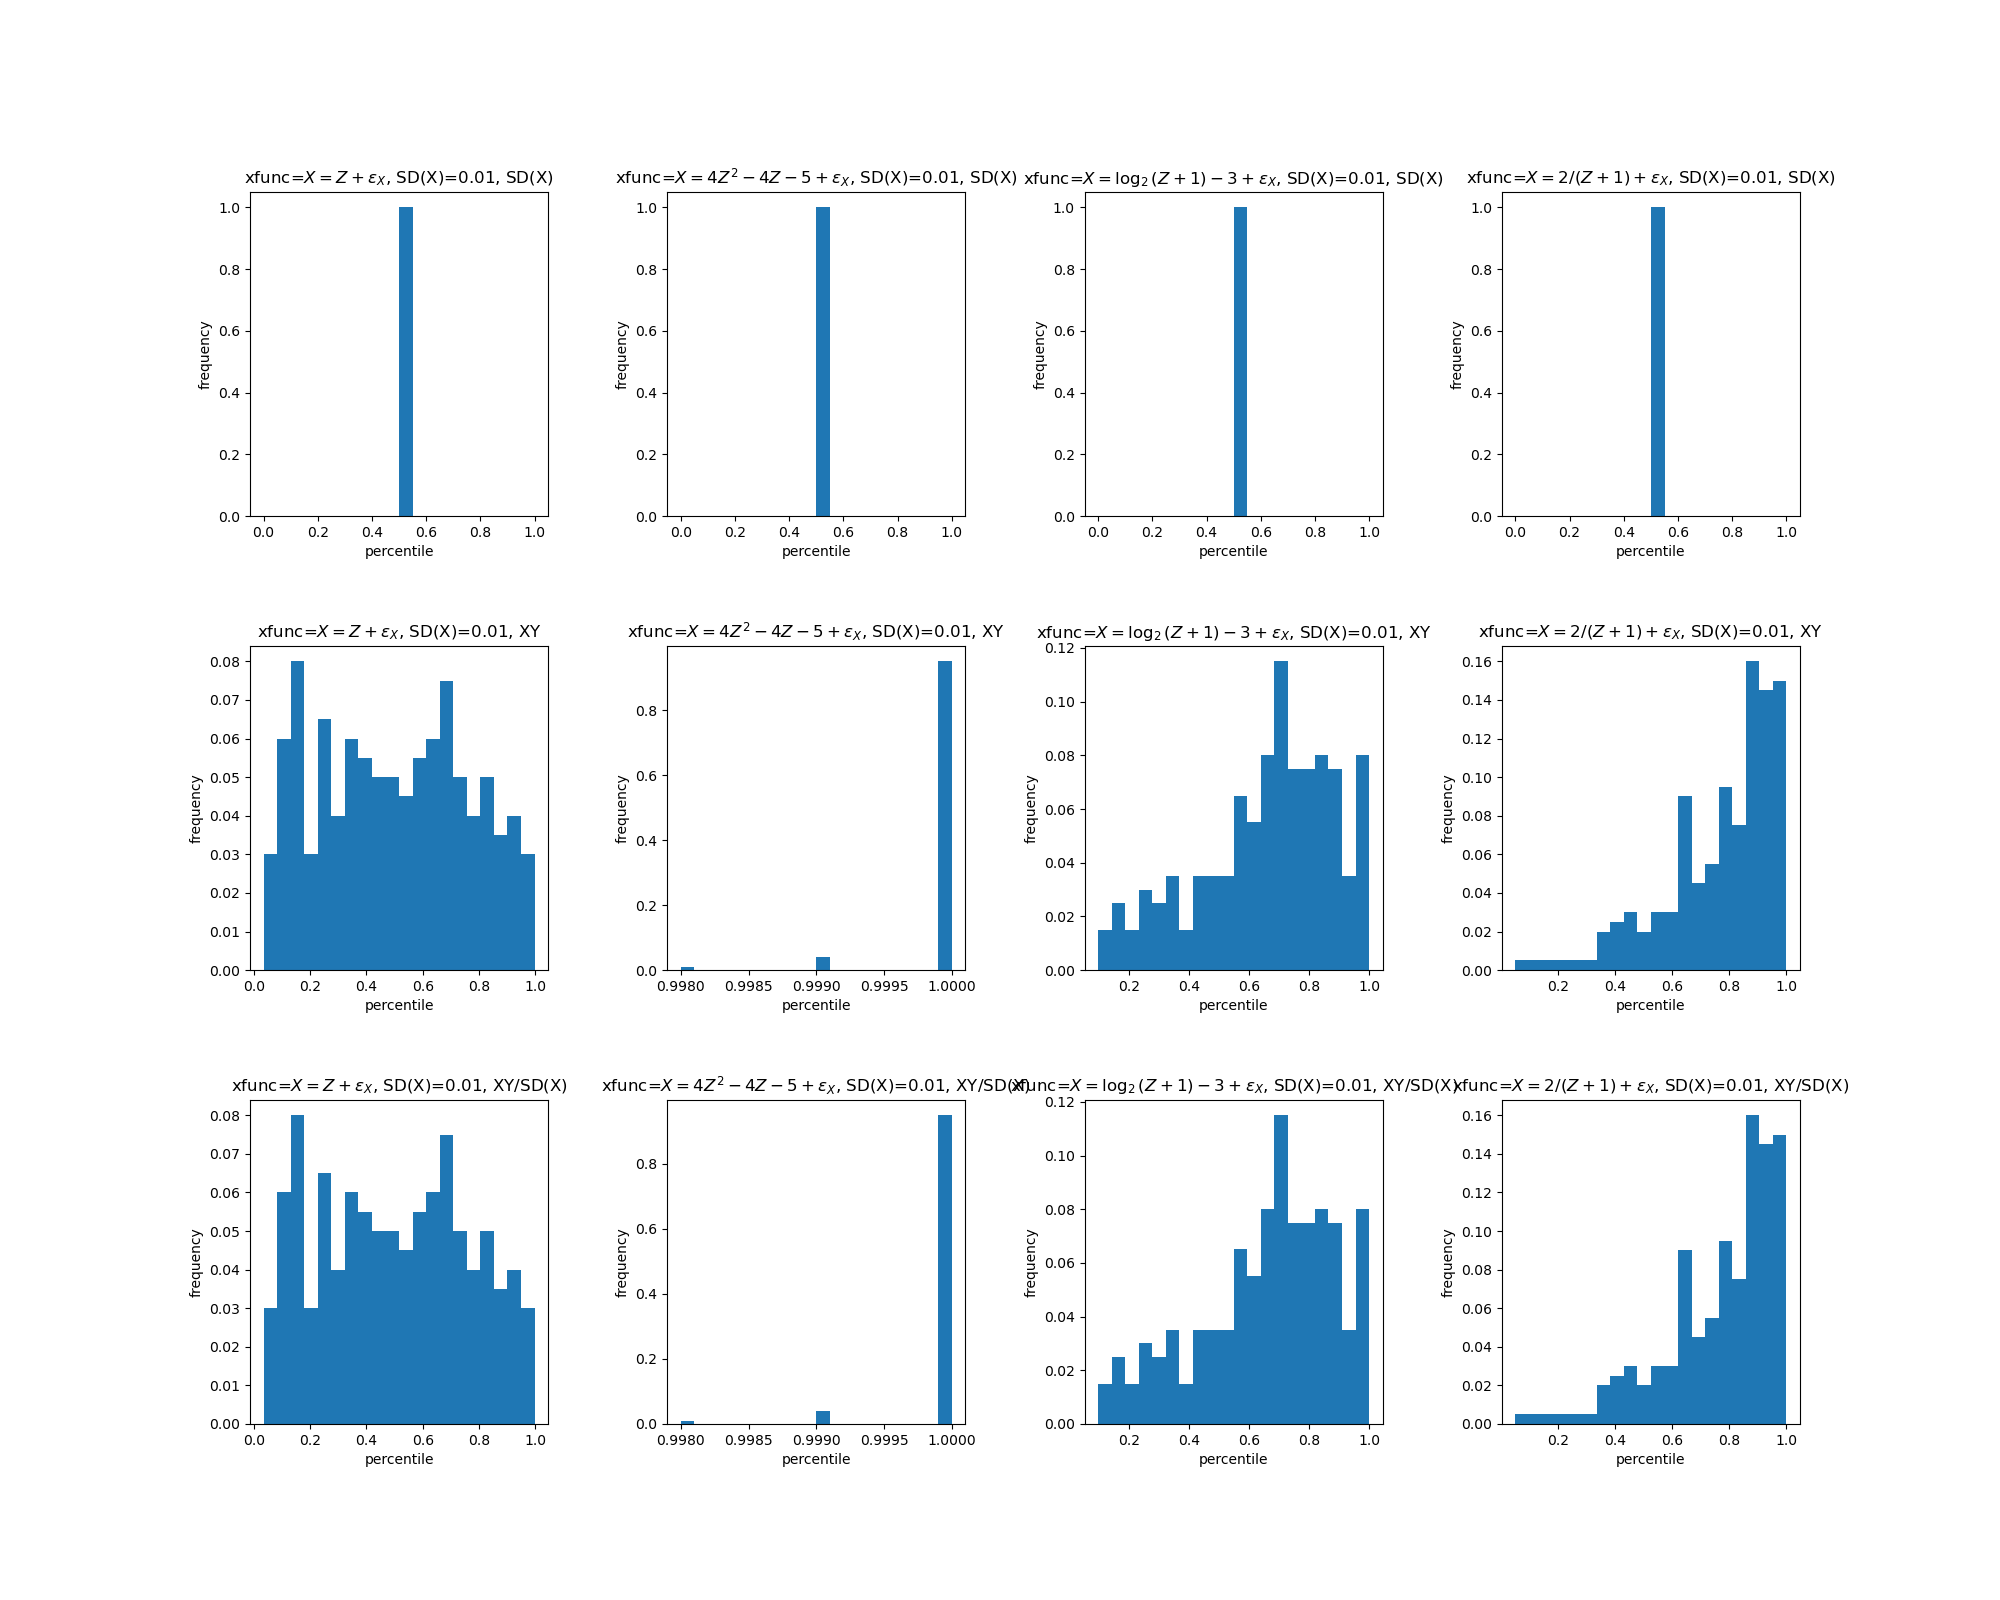 xfunc=X = Z + ε_X, SD(X)=0.01, SD(X)
xfunc=X = 4Z² − 4Z − 5 + ε_X, SD(X)=0.01, SD(X)
xfunc=X = log₂(Z + 1) − 3 + ε_X, SD(X)=0.01, SD(X)
xfunc=X = 2/(Z + 1) + ε_X, SD(X)=0.01, SD(X)
frequency
1.0
0.8
0.6
0.4
0.2
0.0
0.0 0.2 0.4 0.6 0.8 1.0
percentile
frequency
1.0
0.8
0.6
0.4
0.2
0.0
0.0 0.2 0.4 0.6 0.8 1.0
percentile
frequency
1.0
0.8
0.6
0.4
0.2
0.0
0.0 0.2 0.4 0.6 0.8 1.0
percentile
frequency
1.0
0.8
0.6
0.4
0.2
0.0
0.0 0.2 0.4 0.6 0.8 1.0
percentile
xfunc=X = Z + ε_X, SD(X)=0.01, XY
xfunc=X = 4Z² − 4Z − 5 + ε_X, SD(X)=0.01, XY
xfunc=X = log₂(Z + 1) − 3 + ε_X, SD(X)=0.01, XY
xfunc=X = 2/(Z + 1) + ε_X, SD(X)=0.01, XY
frequency
0.08
0.07
0.06
0.05
0.04
0.03
0.02
0.01
0.00
0.0 0.2 0.4 0.6 0.8 1.0
percentile
frequency
0.8
0.6
0.4
0.2
0.0
0.9980 0.9985 0.9990 0.9995 1.0000
percentile
frequency
0.12
0.10
0.08
0.06
0.04
0.02
0.00
0.2 0.4 0.6 0.8 1.0
percentile
frequency
0.16
0.14
0.12
0.10
0.08
0.06
0.04
0.02
0.00
0.2 0.4 0.6 0.8 1.0
percentile
xfunc=X = Z + ε_X, SD(X)=0.01, XY/SD(X)
xfunc=X = 4Z² − 4Z − 5 + ε_X, SD(X)=0.01, XY/SD(X)
xfunc=X = log₂(Z + 1) − 3 + ε_X, SD(X)=0.01, XY/SD(X)
xfunc=X = 2/(Z + 1) + ε_X, SD(X)=0.01, XY/SD(X)
frequency
0.08
0.07
0.06
0.05
0.04
0.03
0.02
0.01
0.00
0.0 0.2 0.4 0.6 0.8 1.0
percentile
frequency
0.8
0.6
0.4
0.2
0.0
0.9980 0.9985 0.9990 0.9995 1.0000
percentile
frequency
0.12
0.10
0.08
0.06
0.04
0.02
0.00
0.2 0.4 0.6 0.8 1.0
percentile
frequency
0.16
0.14
0.12
0.10
0.08
0.06
0.04
0.02
0.00
0.2 0.4 0.6 0.8 1.0
percentile